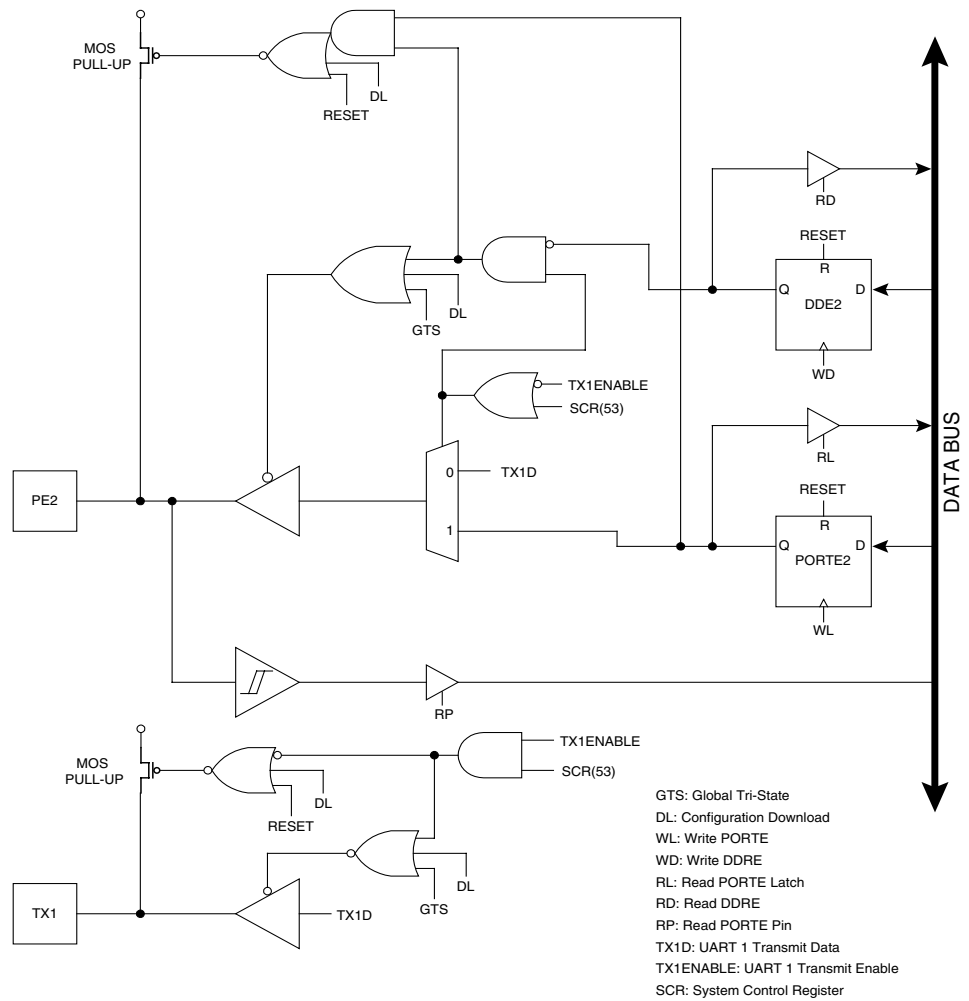 MOS
PULL-UP
DL
RESET
RD
RESET
R
Q
D
DDE2
WD
DL
GTS
TX1ENABLE
SCR(53)
RL
0
TX1D
PE2
RESET
R
1
Q
D
PORTE2
WL
DATA BUS
RP
MOS
PULL-UP
TX1ENABLE
SCR(53)
DL
RESET
DL
GTS
TX1
TX1D
GTS: Global Tri-State
DL: Configuration Download
WL: Write PORTE
WD: Write DDRE
RL: Read PORTE Latch
RD: Read DDRE
RP: Read PORTE Pin
TX1D: UART 1 Transmit Data
TX1ENABLE: UART 1 Transmit Enable
SCR: System Control Register